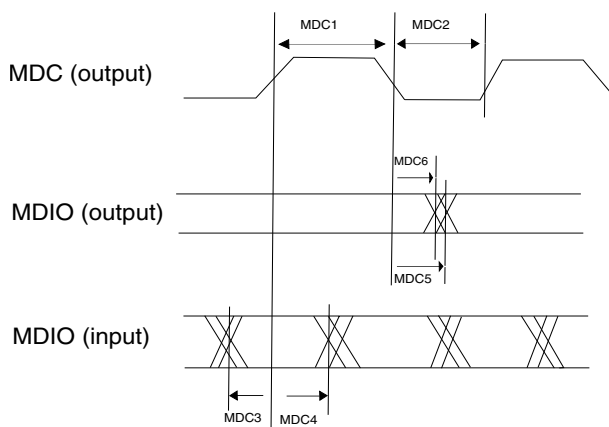 MDC1
MDC2
MDC (output)
MDC6
MDIO (output)
MDC5
MDIO (input)
MDC3
MDC4